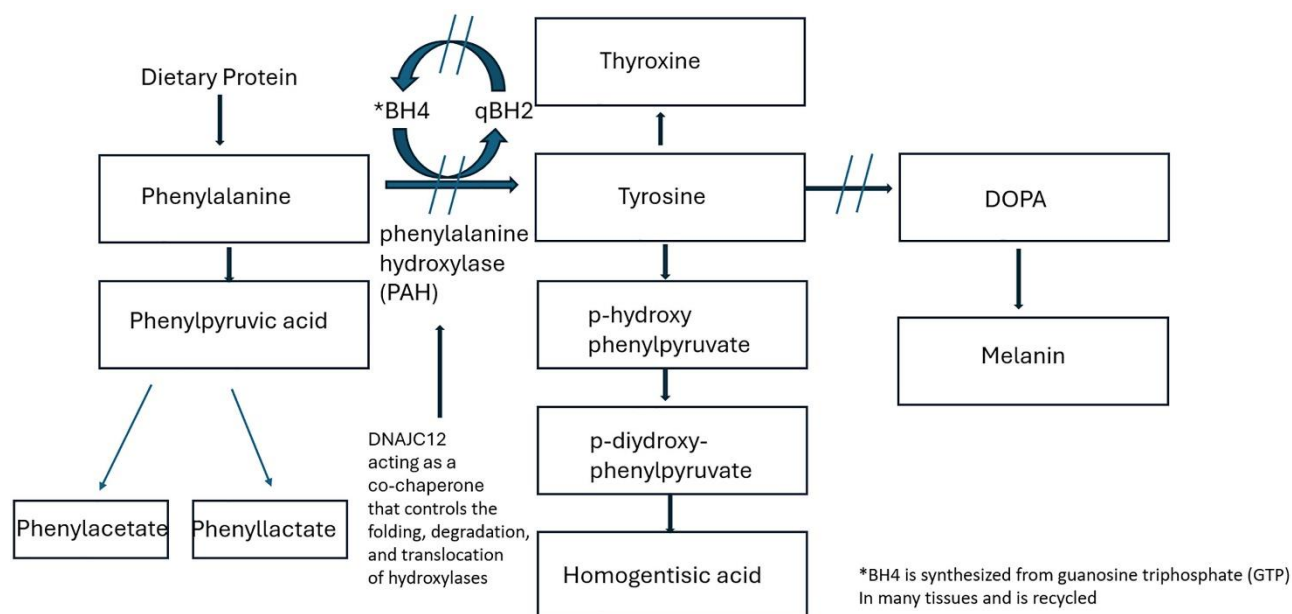 Dietary Protein
*BH4
qBH2
Thyroxine
Phenylalanine
phenylalanine
hydroxylase
(PAH)
Tyrosine
DOPA
Phenylpyruvic acid
p-hydroxy
phenylpyruvate
Melanin
Phenylacetate
Phenyllactate
DNAJC12
acting as a
co-chaperone
that controls the
folding, degradation,
and translocation
of hydroxylases
p-diydroxy-
phenylpyruvate
Homogentisic acid
*BH4 is synthesized from guanosine triphosphate (GTP)
In many tissues and is recycled